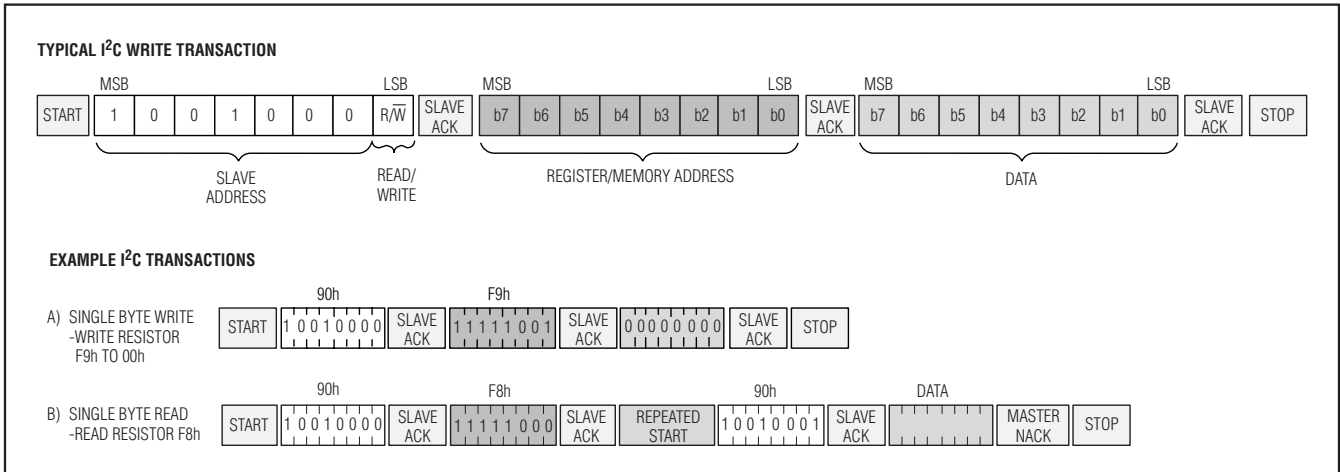 TYPICAL I2C WRITE TRANSACTION
MSB LSB MSB LSB MSB LSB
START 1 0 0 1 0 0 0 R/W̅ SLAVE ACK b7 b6 b5 b4 b3 b2 b1 b0 SLAVE ACK b7 b6 b5 b4 b3 b2 b1 b0 SLAVE ACK STOP
SLAVE ADDRESS READ/ WRITE REGISTER/MEMORY ADDRESS DATA
EXAMPLE I2C TRANSACTIONS
90h F9h
A) SINGLE BYTE WRITE
-WRITE RESISTOR
F9h TO 00h
START 1 0 0 1 0 0 0 0 SLAVE ACK 1 1 1 1 1 0 0 1 SLAVE ACK 0 0 0 0 0 0 0 0 SLAVE ACK STOP
90h F8h 90h DATA
B) SINGLE BYTE READ
-READ RESISTOR F8h
START 1 0 0 1 0 0 0 0 SLAVE ACK 1 1 1 1 1 0 0 0 SLAVE ACK REPEATED START 1 0 0 1 0 0 0 1 SLAVE ACK MASTER NACK STOP